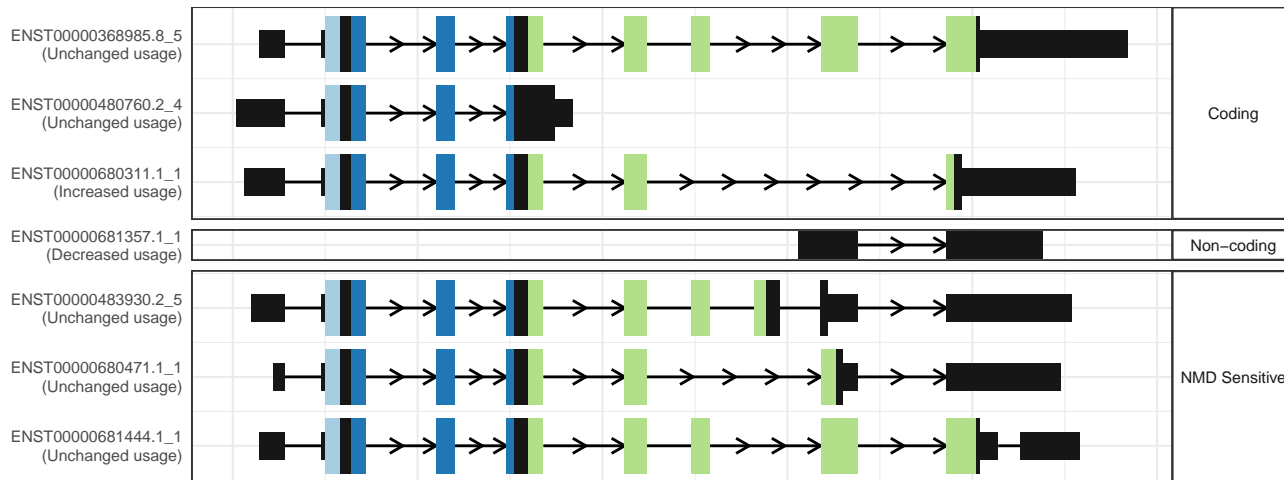 ENST00000368985.8_5
(Unchanged usage)
ENST00000480760.2_4
(Unchanged usage)
ENST00000680311.1_1
(Increased usage)
Coding
ENST00000681357.1_1
(Decreased usage)
Non−coding
ENST00000483930.2_5
(Unchanged usage)
ENST00000680471.1_1
(Unchanged usage)
ENST00000681444.1_1
(Unchanged usage)
NMD Sensitive